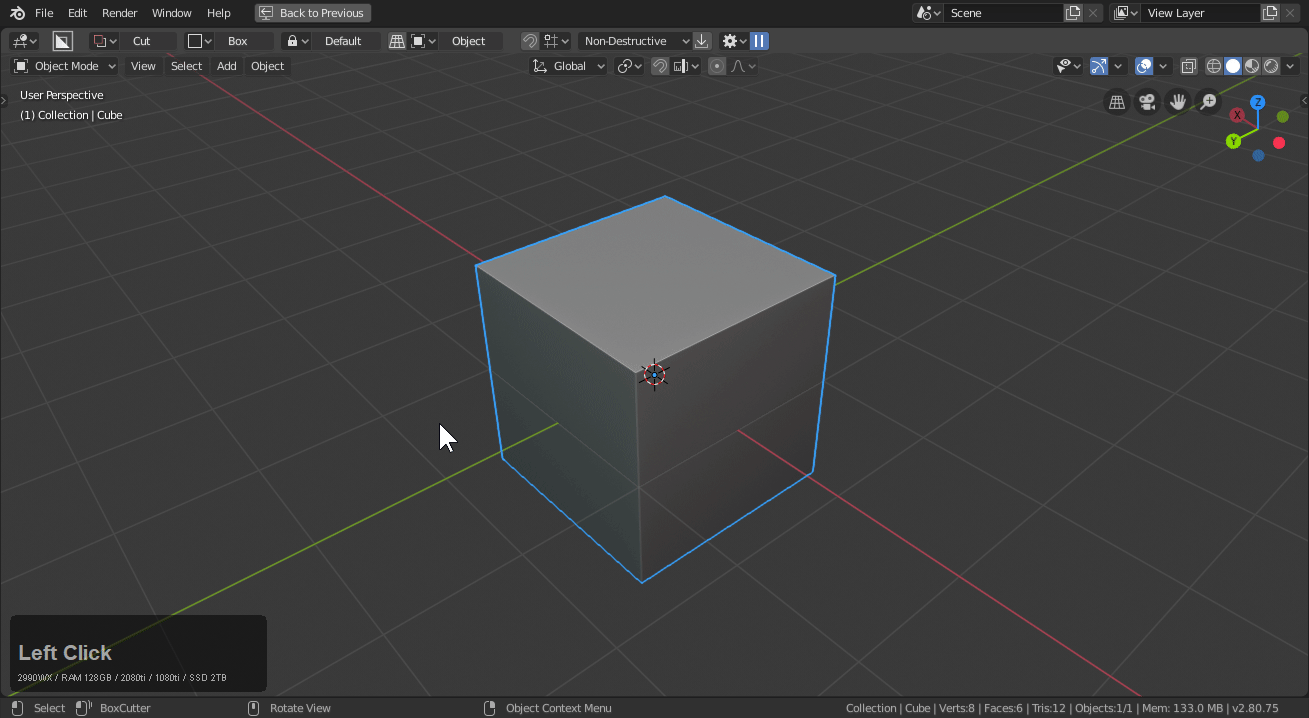 File Edit Render Window Help Back to Previous Scene View Layer
Cut Box Default Object Non-Destructive
Object Mode View Select Add Object Global
User Perspective
(1) Collection | Cube
Z
X
Y
Left Click
2990WX / RAM 128GB / 2080ti / 1080ti / SSD 2TB
Select BoxCutter Rotate View Object Context Menu Collection | Cube | Verts:8 | Faces:6 | Tris:12 | Objects:1/1 | Mem: 133.0 MB | v2.80.75